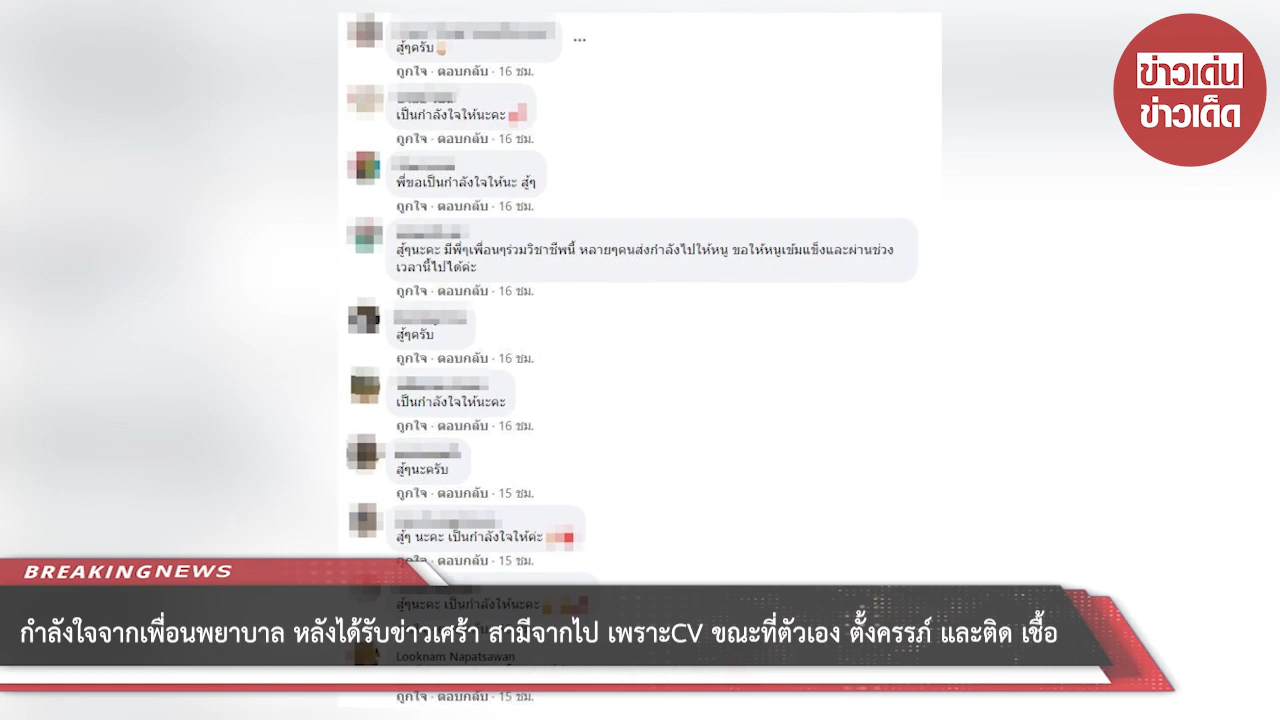 ข่าวเด่น
ข่าวเด็ด
สู้ๆครับ
ถูกใจ · ตอบกลับ · 16 ชม.
เป็นกำลังใจให้นะคะ
ถูกใจ · ตอบกลับ · 16 ชม.
พี่ขอเป็นกำลังใจให้นะ สู้ๆ
ถูกใจ · ตอบกลับ · 16 ชม.
สู้ๆนะคะ มีพี่ๆเพื่อนๆร่วมวิชาชีพนี้ หลายๆคนส่งกำลังไปให้หนู ขอให้หนูเข้มแข็งและผ่านช่วง
เวลานี้ไปได้ค่ะ
ถูกใจ · ตอบกลับ · 16 ชม.
สู้ๆครับ
ถูกใจ · ตอบกลับ · 16 ชม.
เป็นกำลังใจให้นะคะ
ถูกใจ · ตอบกลับ · 16 ชม.
สู้ๆนะครับ
ถูกใจ · ตอบกลับ · 15 ชม.
สู้ๆ นะคะ เป็นกำลังใจให้ค่ะ
ถูกใจ · ตอบกลับ · 15 ชม.
BREAKINGNEWS
สู้ๆนะคะ เป็นกำลังใจให้นะคะ
กำลังใจจากเพื่อนพยาบาล หลังได้รับข่าวเศร้า สามีจากไป เพราะCV ขณะที่ตัวเอง ตั้งครรภ์ และติด เชื้อ
Looknam Napatsawan
ถูกใจ · ตอบกลับ · 15 ชม.